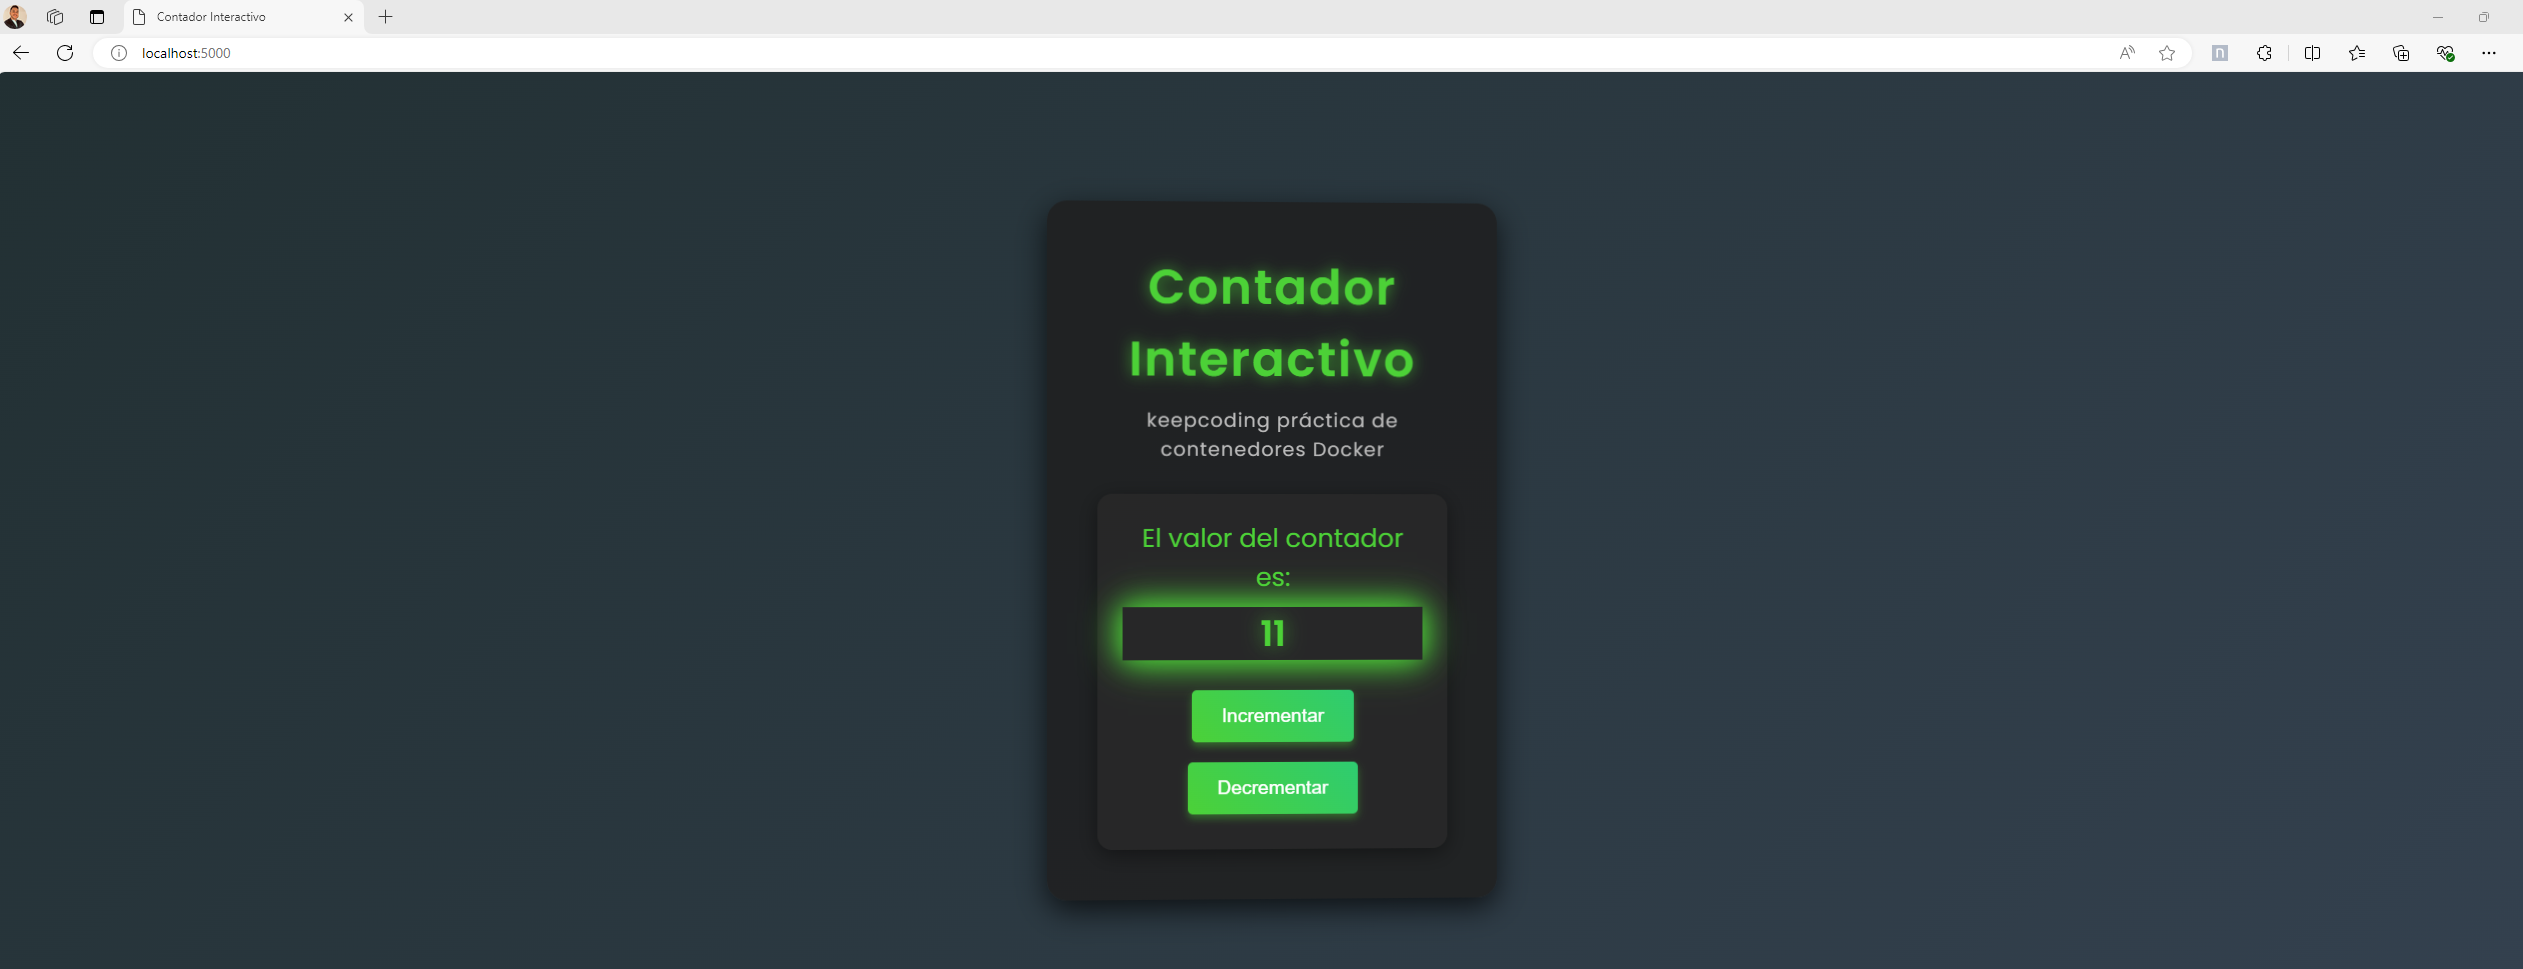 Contador Interactivo
localhost:5000
Contador
Interactivo
keepcoding práctica de
contenedores Docker
El valor del contador
es:
11
Incrementar
Decrementar